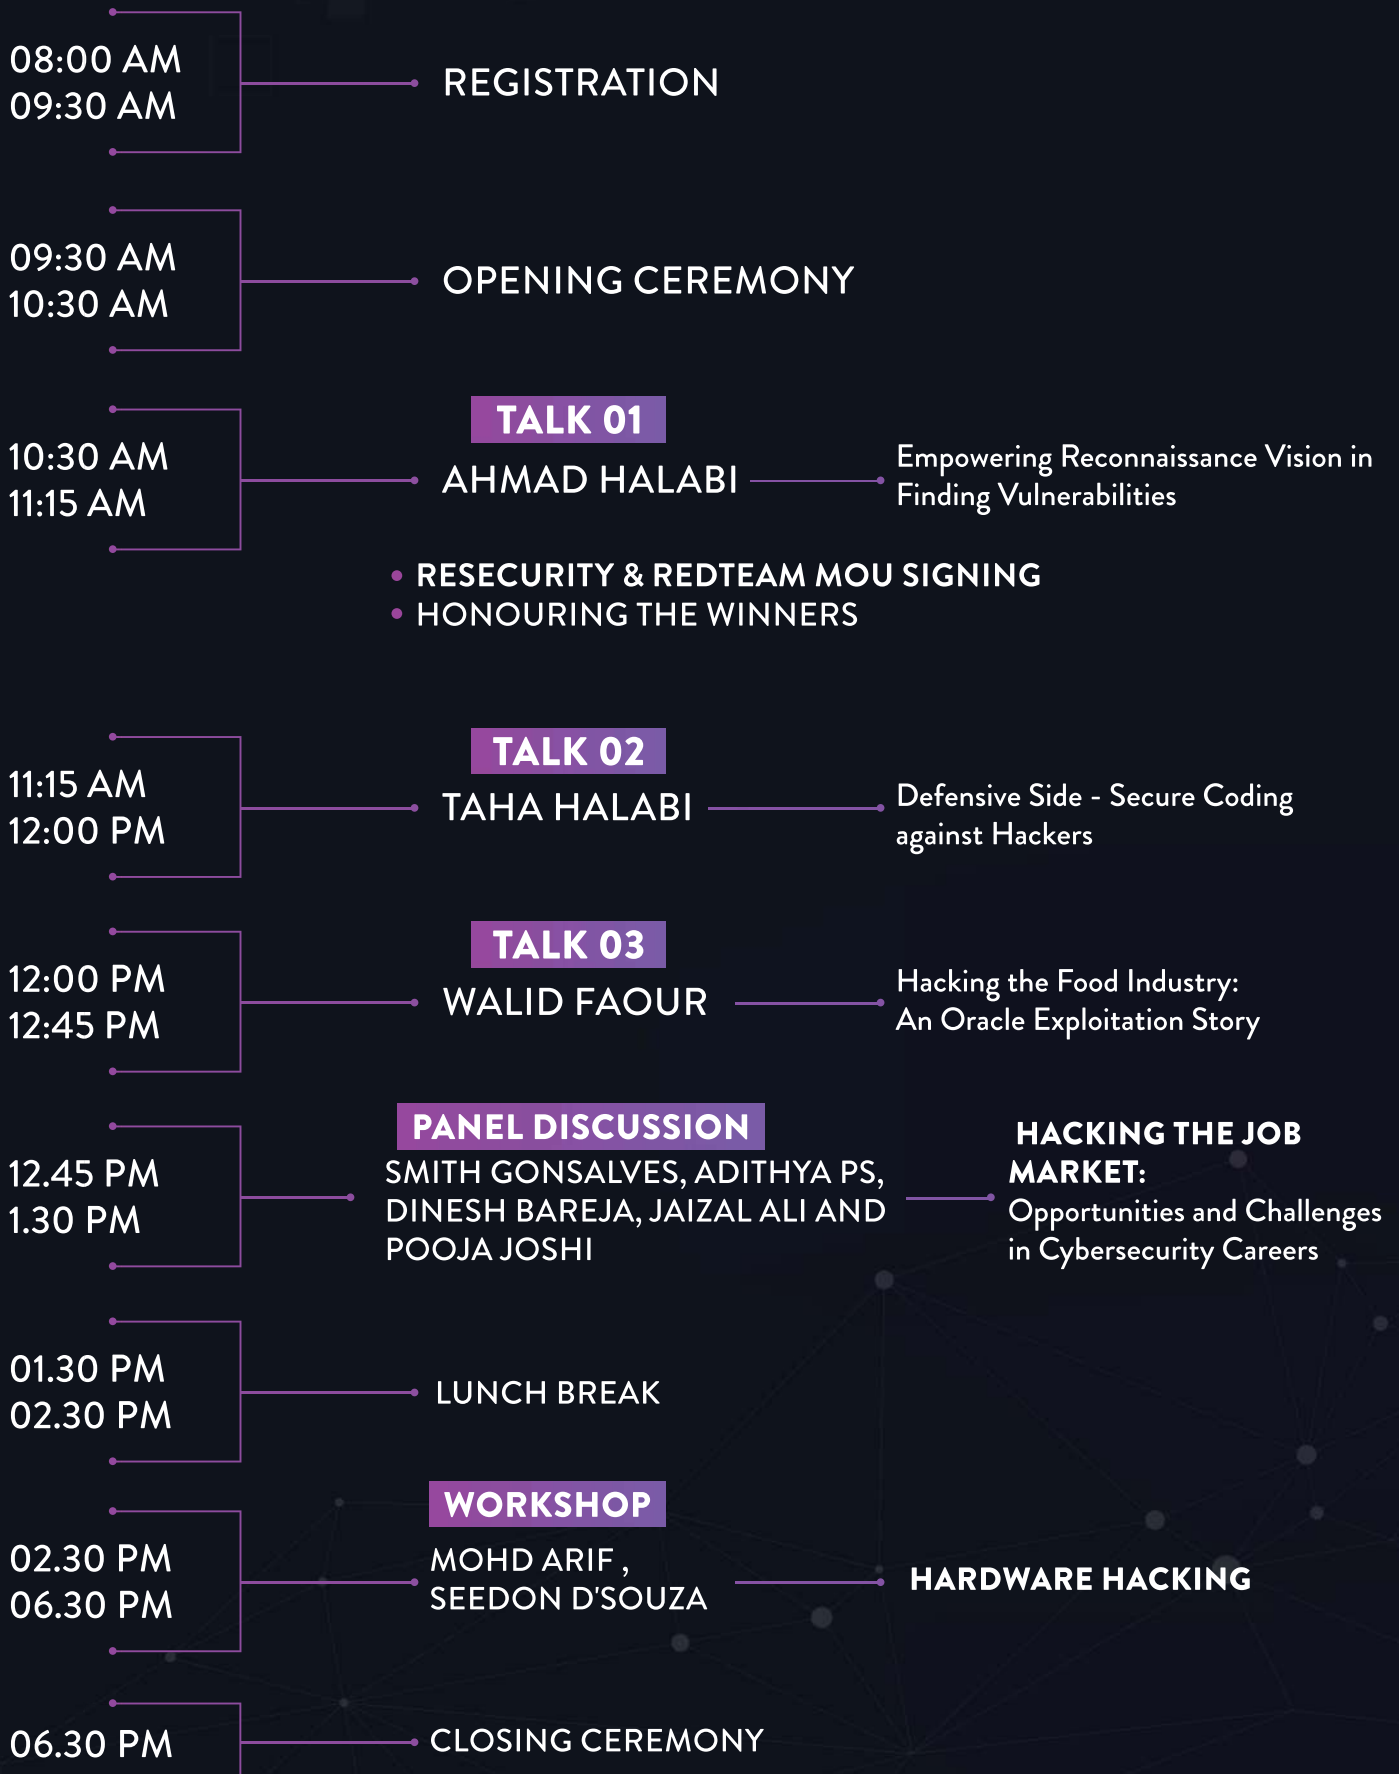 08:00 AM
09:30 AM
REGISTRATION
09:30 AM
10:30 AM
OPENING CEREMONY
10:30 AM
11:15 AM
TALK 01
AHMAD HALABI
Empowering Reconnaissance Vision in
Finding Vulnerabilities
RESECURITY & REDTEAM MOU SIGNING
HONOURING THE WINNERS
11:15 AM
12:00 PM
TALK 02
TAHA HALABI
Defensive Side - Secure Coding
against Hackers
12:00 PM
12:45 PM
TALK 03
WALID FAOUR
Hacking the Food Industry:
An Oracle Exploitation Story
12.45 PM
1.30 PM
PANEL DISCUSSION
SMITH GONSALVES, ADITHYA PS,
DINESH BAREJA, JAIZAL ALI AND
POOJA JOSHI
HACKING THE JOB
MARKET:
Opportunities and Challenges
in Cybersecurity Careers
01.30 PM
02.30 PM
LUNCH BREAK
02.30 PM
06.30 PM
WORKSHOP
MOHD ARIF ,
SEEDON D'SOUZA
HARDWARE HACKING
06.30 PM
CLOSING CEREMONY